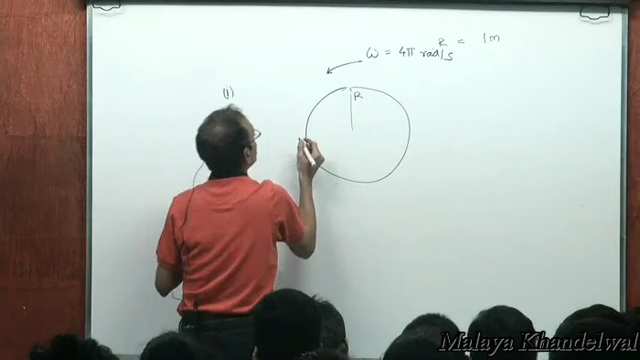 R = 1m
ω = 4π rad/s
(i)
R
Malaya Khandelwal